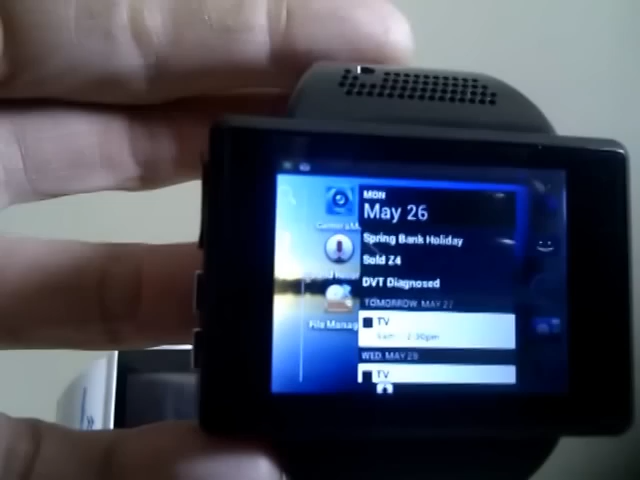 MON
May 26
CameraM
Spring Bank Holiday
Sold Z4
DVT Diagnosed
TOMORROW, MAY 27
File Manag
TV
WED, MAY 28
TV